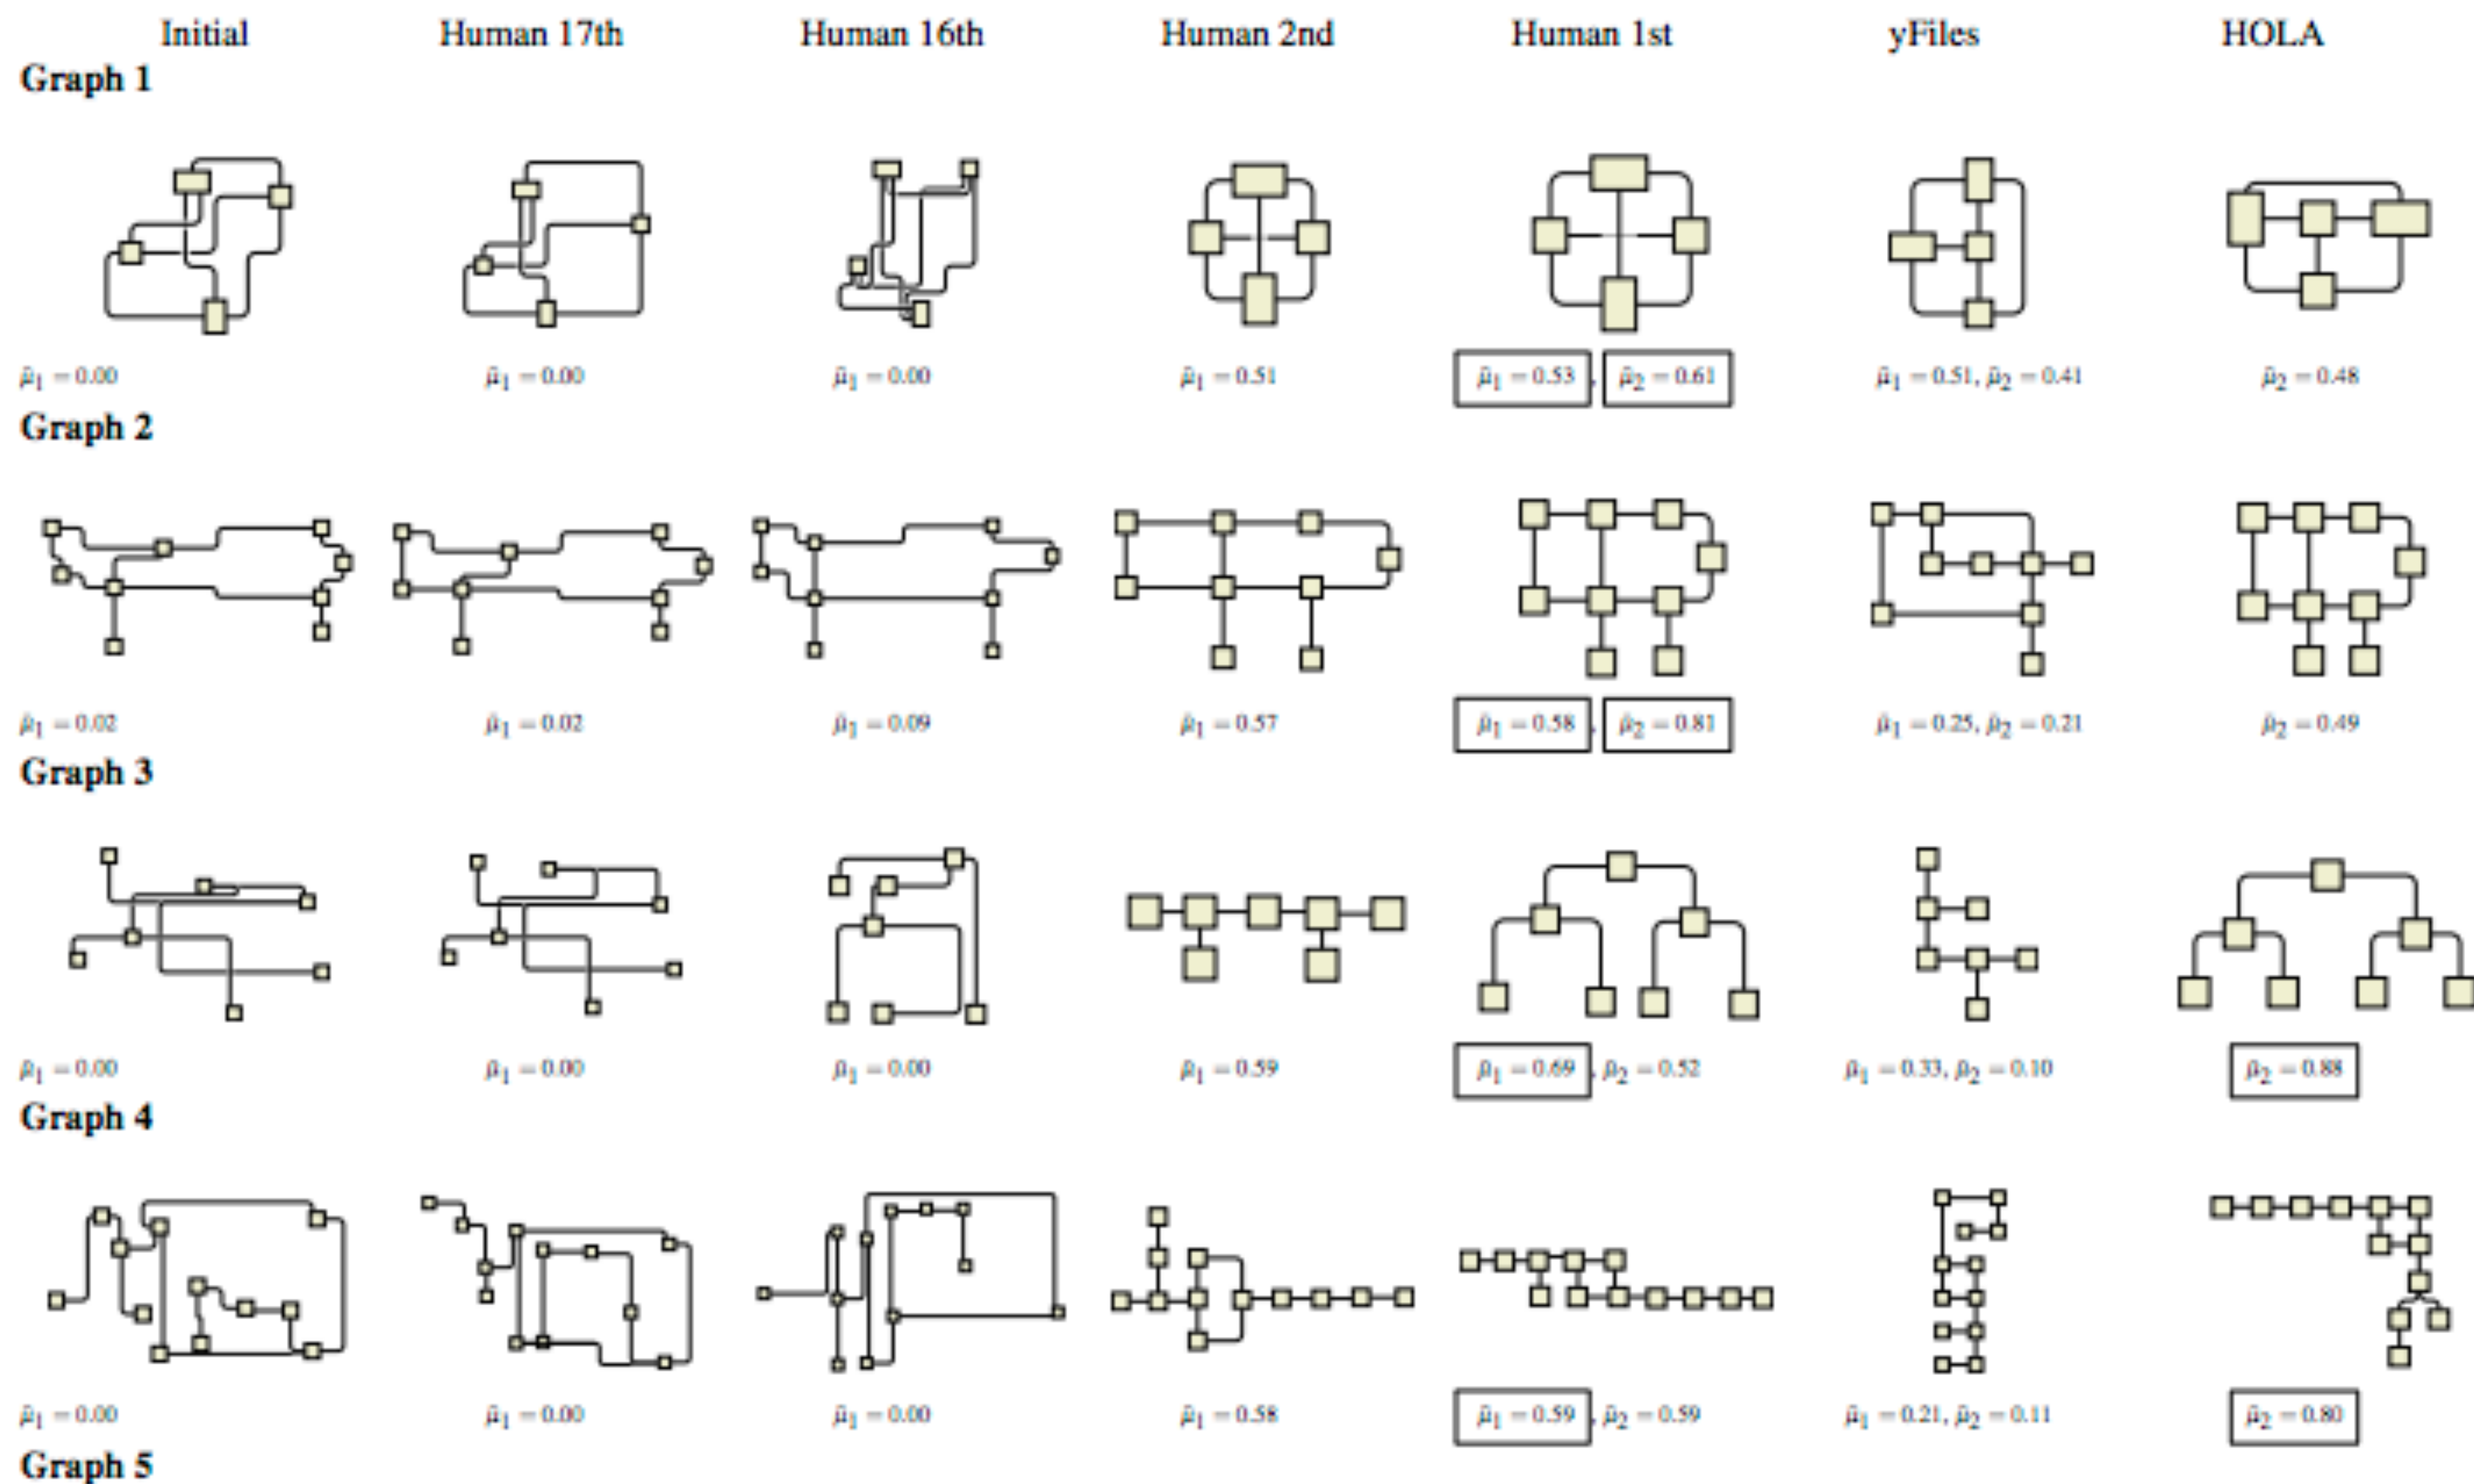 Initial Human 17th Human 16th Human 2nd Human 1st yFiles HOLA
Graph 1
μ̄₁ = 0.00 μ̄₁ = 0.00 μ̄₁ = 0.00 μ̄₁ = 0.51 μ̄₁ = 0.53, μ̄₂ = 0.61 μ̄₁ = 0.51, μ̄₂ = 0.41 μ̄₂ = 0.48
Graph 2
μ̄₁ = 0.02 μ̄₁ = 0.02 μ̄₁ = 0.09 μ̄₁ = 0.57 μ̄₁ = 0.58, μ̄₂ = 0.81 μ̄₁ = 0.25, μ̄₂ = 0.21 μ̄₂ = 0.49
Graph 3
μ̄₁ = 0.00 μ̄₁ = 0.00 μ̄₁ = 0.00 μ̄₁ = 0.59 μ̄₁ = 0.69, μ̄₂ = 0.52 μ̄₁ = 0.33, μ̄₂ = 0.10 μ̄₂ = 0.88
Graph 4
μ̄₁ = 0.00 μ̄₁ = 0.00 μ̄₁ = 0.00 μ̄₁ = 0.58 μ̄₁ = 0.59, μ̄₂ = 0.59 μ̄₁ = 0.21, μ̄₂ = 0.11 μ̄₂ = 0.80
Graph 5